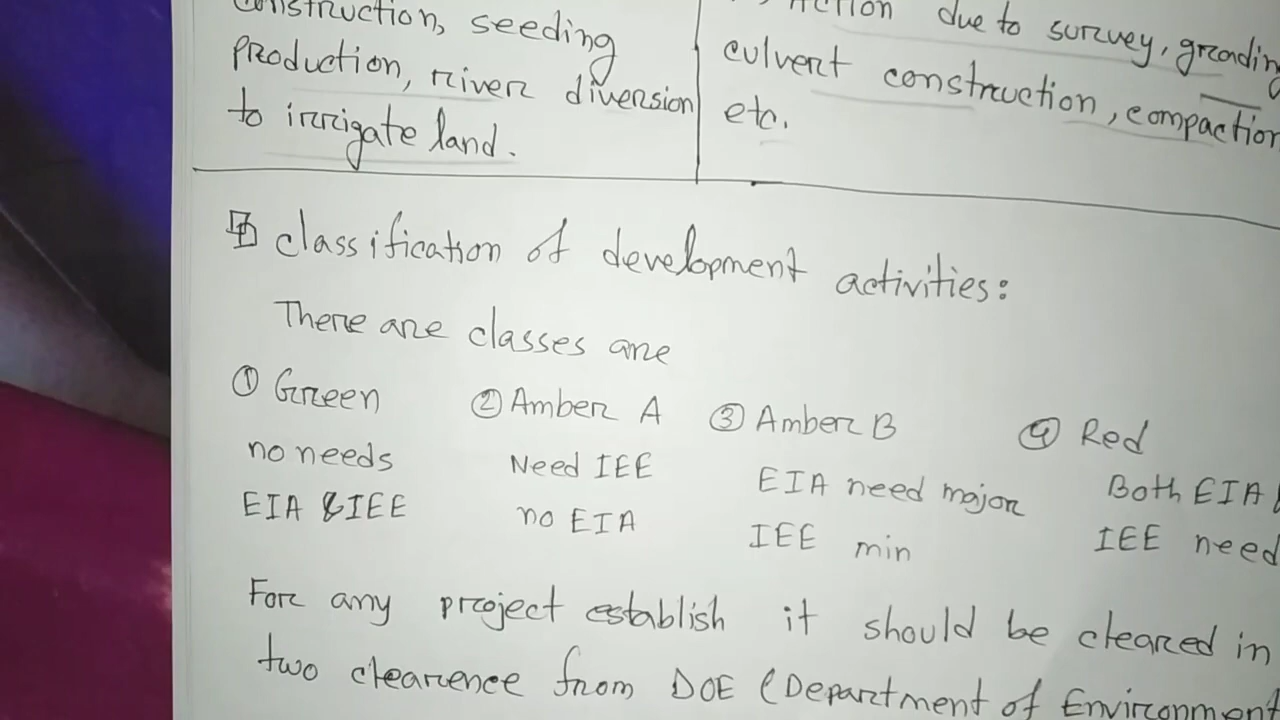 construction, seeding
production, river diversion
to irrigate land.
due to survey, grading
culvert construction, compaction
etc.
classification of development activities:
There are classes are
① Green ② Amber A ③ Amber B ④ Red
no needs Need IEE EIA need major Both EIA
EIA & IEE no EIA IEE min IEE need
For any project establish it should be cleared in
two clearence from DOE (Department of Environment